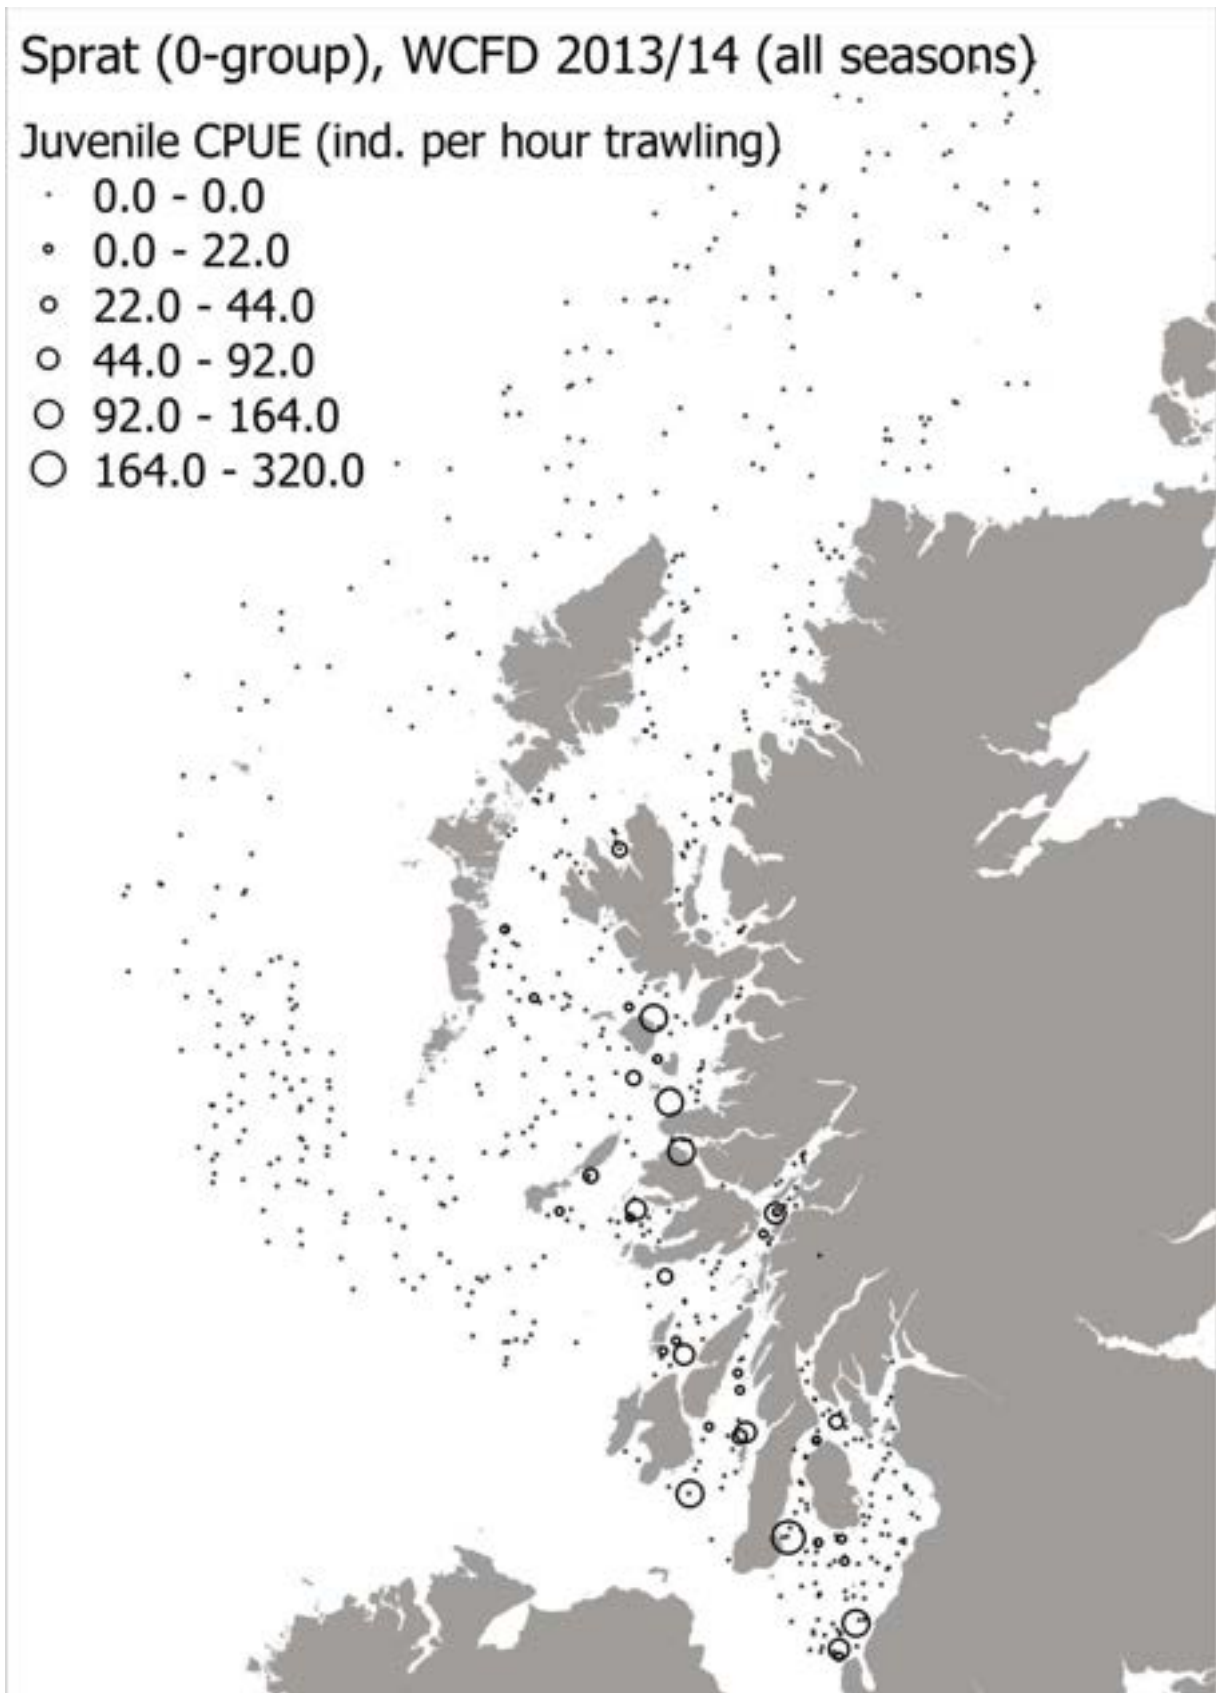 Sprat (0-group), WCFD 2013/14 (all seasons)
Juvenile CPUE (ind. per hour trawling)
0.0 - 0.0
0.0 - 22.0
22.0 - 44.0
44.0 - 92.0
92.0 - 164.0
164.0 - 320.0